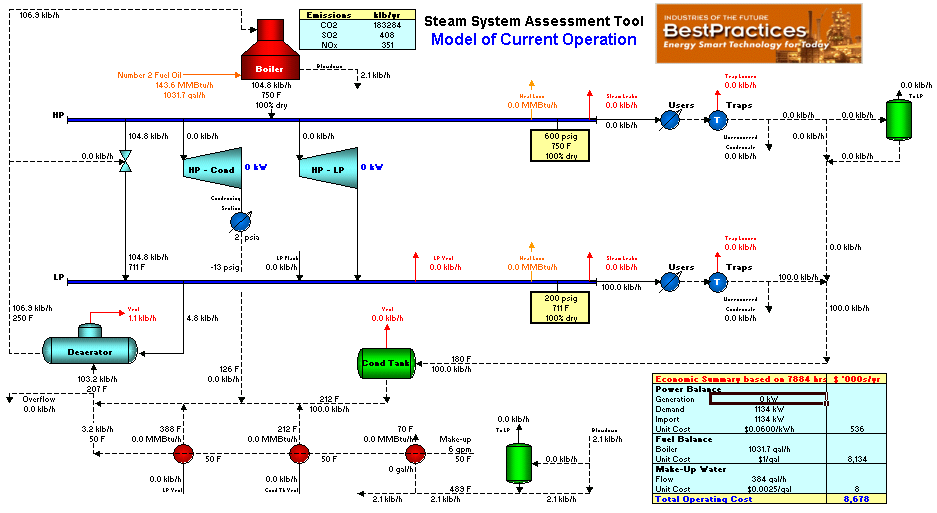 106.9 klb/h
Emissions klb/yr
CO2 183284
SO2 408
NOx 351
Steam System Assessment Tool
Model of Current Operation
INDUSTRIES OF THE FUTURE
BestPractices
Energy Smart Technology for Today
Boiler
Blowdown
2.1 klb/h
Number 2 Fuel Oil
143.6 MMBtu/h
1031.7 gal/h
104.8 klb/h
750 F
100% dry
Heat Loss
0.0 MMBtu/h
Steam Leaks
0.0 klb/h
Trap Losses
0.0 klb/h
0.0 klb/h
To LP
HP
104.8 klb/h
0.0 klb/h
0.0 klb/h
600 psig
750 F
100% dry
0.0 klb/h
Users
Traps
T
Unrecovered
Condensate
0.0 klb/h
0.0 klb/h
0.0 klb/h
0.0 klb/h
0.0 klb/h
0.0 klb/h
HP - Cond
0 kW
HP - LP
0 kW
Condensing
Section
2 psia
-13 psig
104.8 klb/h
711 F
LP Flash
0.0 klb/h
LP Vent
0.0 klb/h
Heat Loss
0.0 MMBtu/h
Steam Leaks
0.0 klb/h
Trap Losses
0.0 klb/h
0.0 klb/h
LP
200 psig
711 F
100% dry
100.0 klb/h
Users
Traps
T
100.0 klb/h
Unrecovered
Condensate
0.0 klb/h
100.0 klb/h
106.9 klb/h
250 F
Vent
1.1 klb/h
4.8 klb/h
Vent
0.0 klb/h
Deaerator
Cond Tank
180 F
100.0 klb/h
126 F
0.0 klb/h
103.2 klb/h
207 F
Overflow
0.0 klb/h
212 F
100.0 klb/h
3.2 klb/h
50 F
388 F
0.0 MMBtu/h
50 F
0.0 klb/h
LP Vent
212 F
0.0 MMBtu/h
50 F
0.0 klb/h
Cond Tk Vent
70 F
0.0 MMBtu/h
0 gal/h
Make-up
6 gpm
50 F
0.0 klb/h
To LP
Blowdown
2.1 klb/h
0.0 klb/h
489 F
2.1 klb/h
2.1 klb/h
2.1 klb/h
Economic Summary based on 7884 hrs $ '000s/yr
Power Balance
Generation 0 kW
Demand 1134 kW
Import 1134 kW
Unit Cost $0.0600/kWh 536
Fuel Balance
Boiler 1031.7 gal/h
Unit Cost $1/gal 8,134
Make-Up Water
Flow 384 gal/h
Unit Cost $0.0025/gal 8
Total Operating Cost 8,678